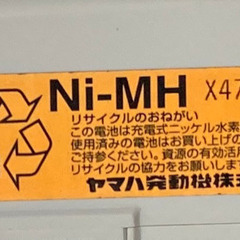 Ni-MH X47
リサイクルのおねがい
この電池は充電式ニッケル水素
使用済みの電池はお買い上げの
ご持参ください。資源の有効活用
リサイクルの協力をお願いします
ヤマハ発動機株式